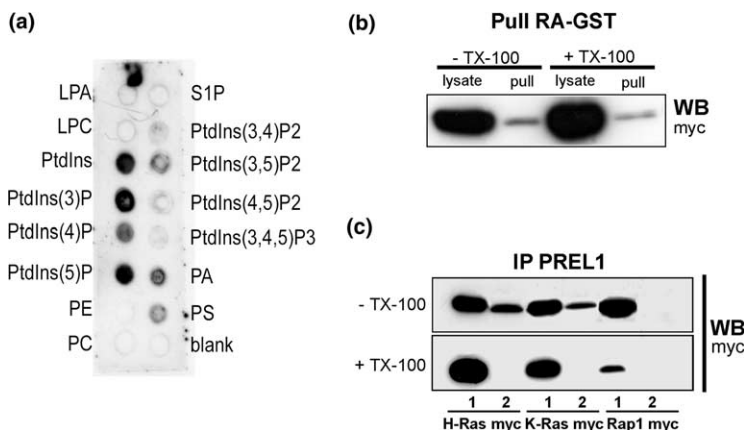 (a)
LPA S1P
LPC PtdIns(3,4)P2
PtdIns PtdIns(3,5)P2
PtdIns(3)P PtdIns(4,5)P2
PtdIns(4)P PtdIns(3,4,5)P3
PtdIns(5)P PA
PE PS
PC blank
(b)
Pull RA-GST
- TX-100 + TX-100
lysate pull lysate pull
WB
myc
(c)
IP PREL1
- TX-100
+ TX-100
WB
myc
1 2 1 2 1 2
H-Ras myc K-Ras myc Rap1 myc